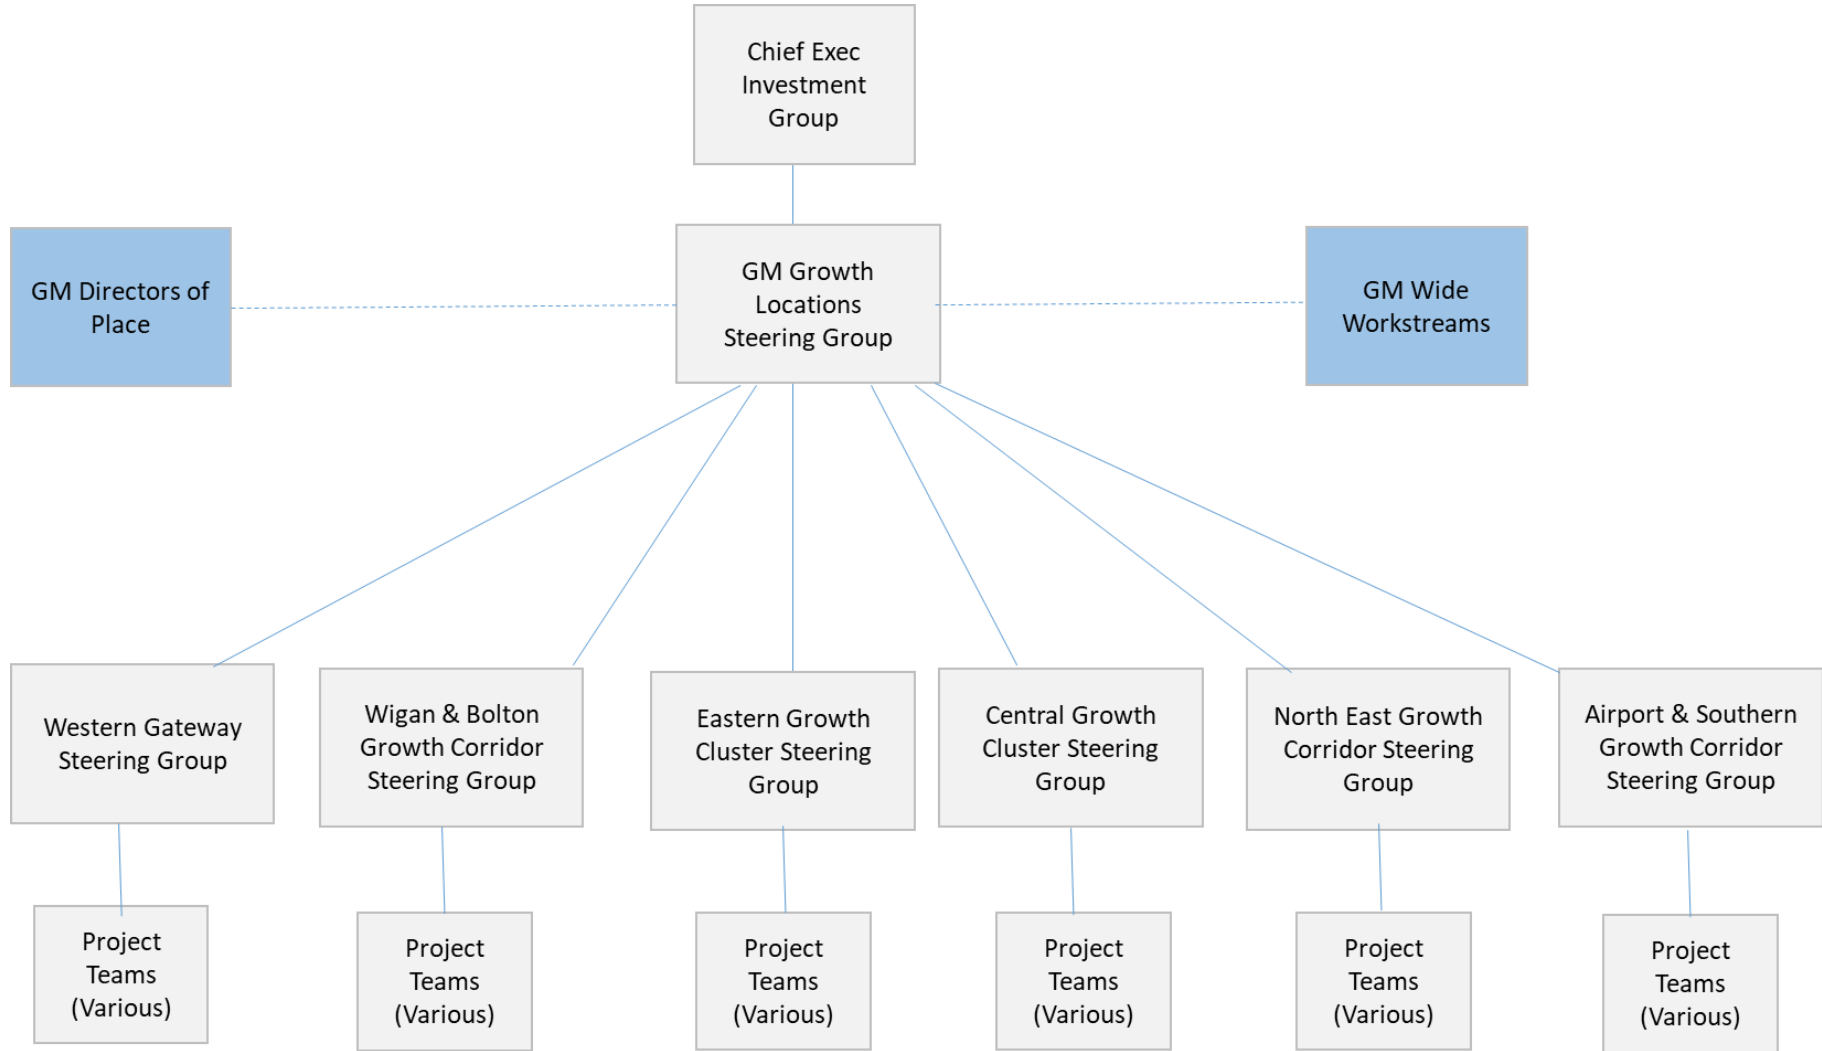 Chief Exec
Investment
Group
GM Directors of
Place
GM Growth
Locations
Steering Group
GM Wide
Workstreams
Western Gateway
Steering Group
Wigan & Bolton
Growth Corridor
Steering Group
Eastern Growth
Cluster Steering
Group
Central Growth
Cluster Steering
Group
North East Growth
Corridor Steering
Group
Airport & Southern
Growth Corridor
Steering Group
Project
Teams
(Various)
Project
Teams
(Various)
Project
Teams
(Various)
Project
Teams
(Various)
Project
Teams
(Various)
Project
Teams
(Various)